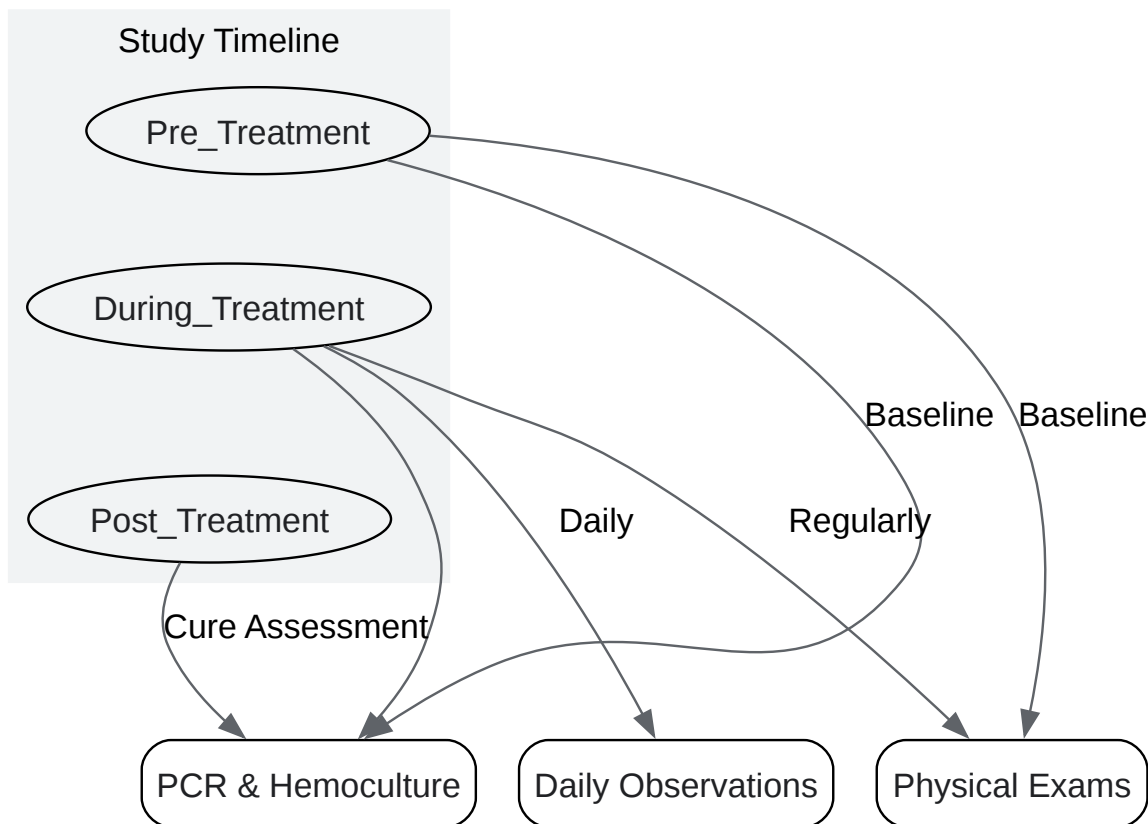 Study Timeline
Pre_Treatment
During_Treatment
Baseline
Baseline
Post_Treatment
Daily
Regularly
Cure Assessment
PCR & Hemoculture
Daily Observations
Physical Exams